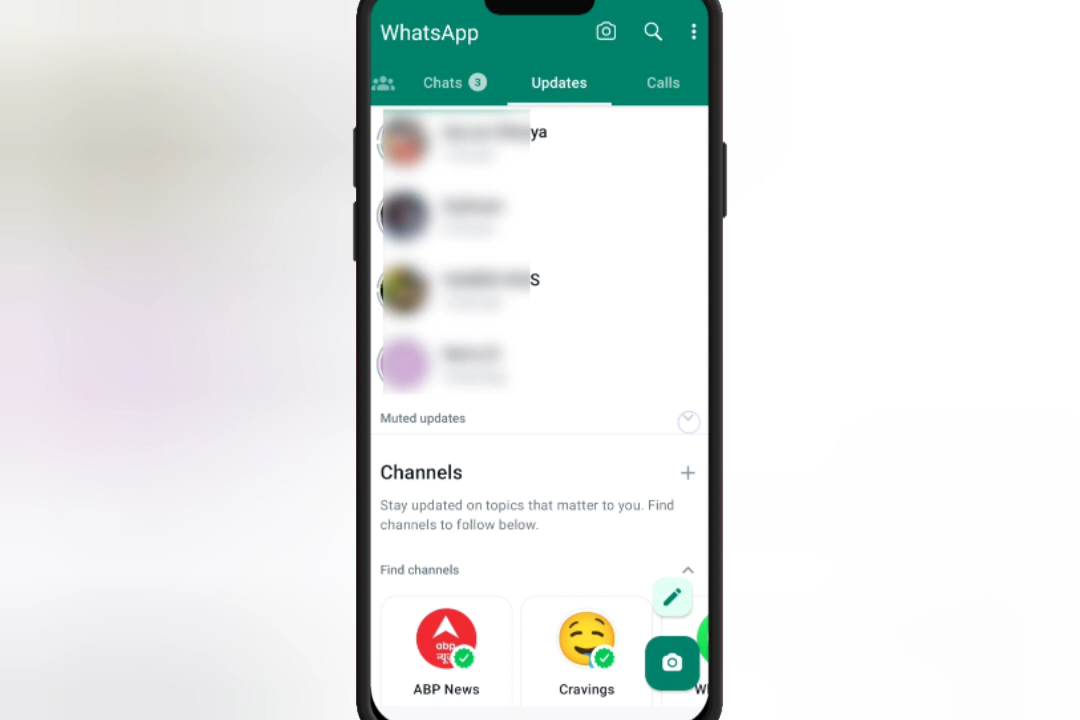 WhatsApp
Chats 3
Updates
Calls
ya
S
Muted updates
Channels
Stay updated on topics that matter to you. Find
channels to follow below.
Find channels
abp
न्यूज़
ABP News
Cravings